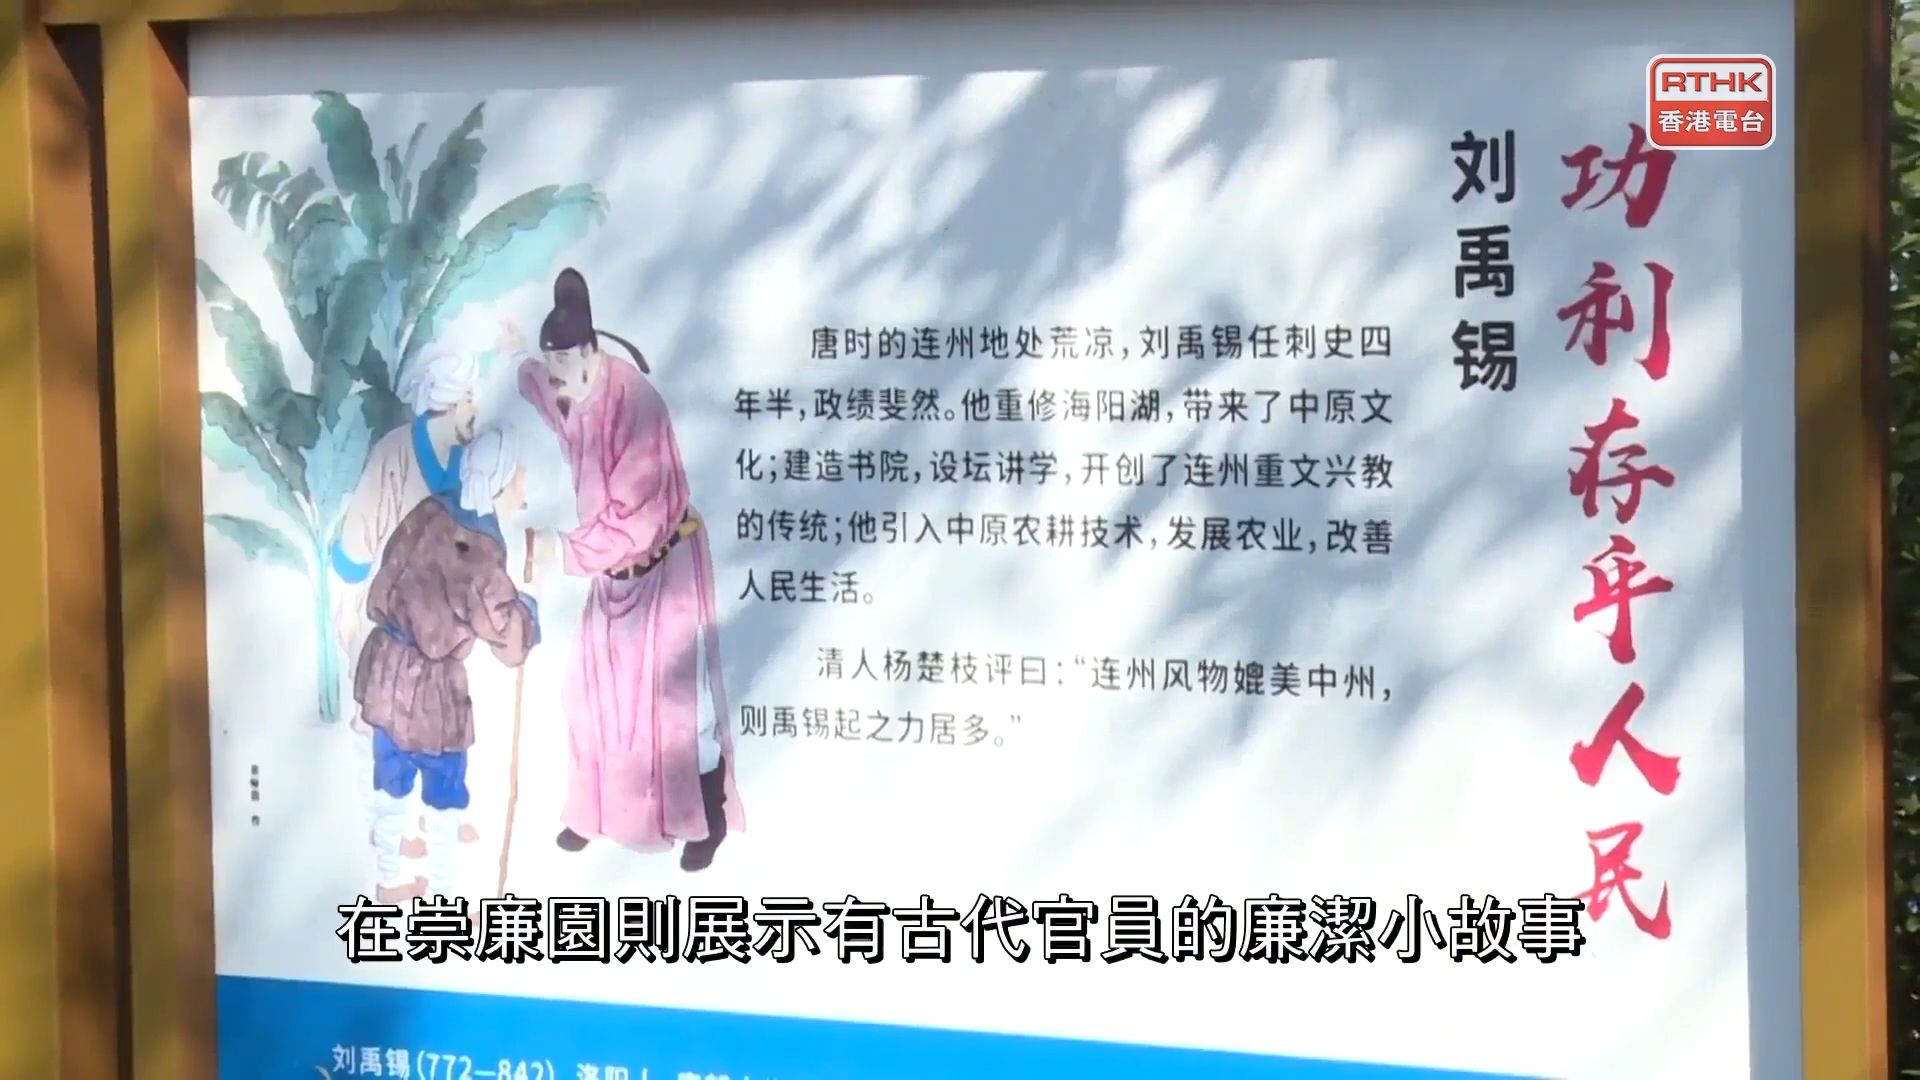 RTHK
香港電台
功利存乎人民
刘禹锡
唐时的连州地处荒凉，刘禹锡任刺史四
年半，政绩斐然。他重修海阳湖，带来了中原文
化；建造书院，设坛讲学，开创了连州重文兴教
的传统；他引入中原农耕技术，发展农业，改善
人民生活。
清人杨楚枝评曰：“连州风物媲美中州，
则禹锡起之力居多。”
在崇廉園則展示有古代官員的廉潔小故事
刘禹锡（772—842）